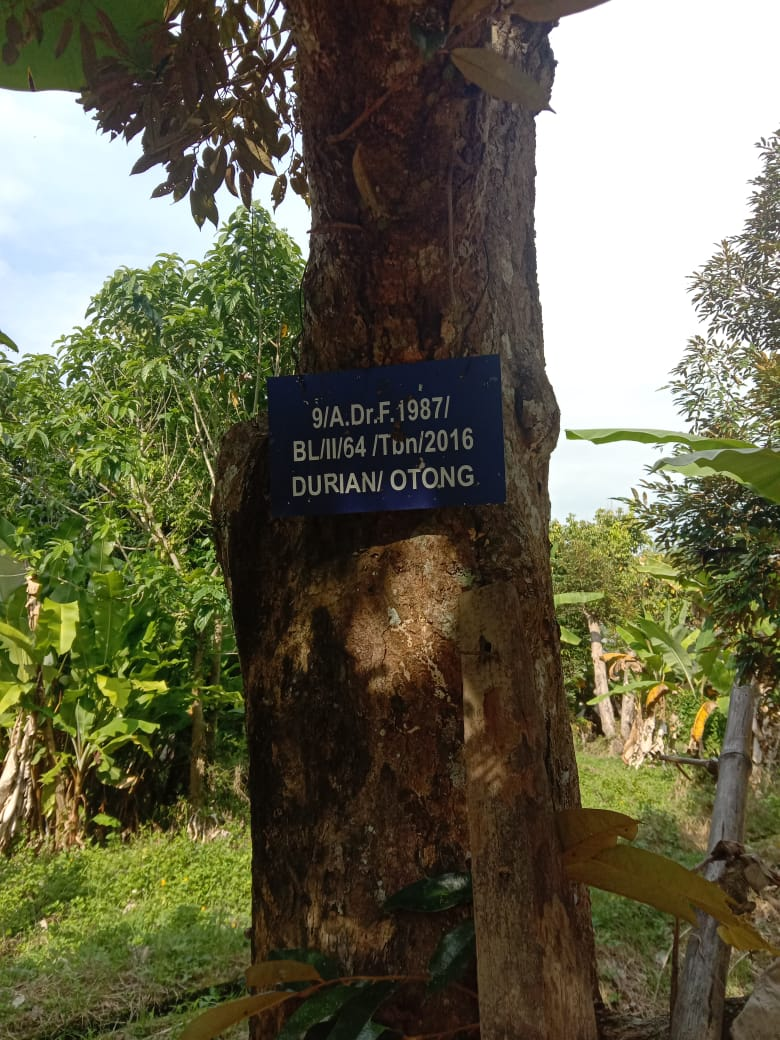 9/A.Dr.F.1987/
BL/II/64 /Tbn/2016
DURIAN/ OTONG